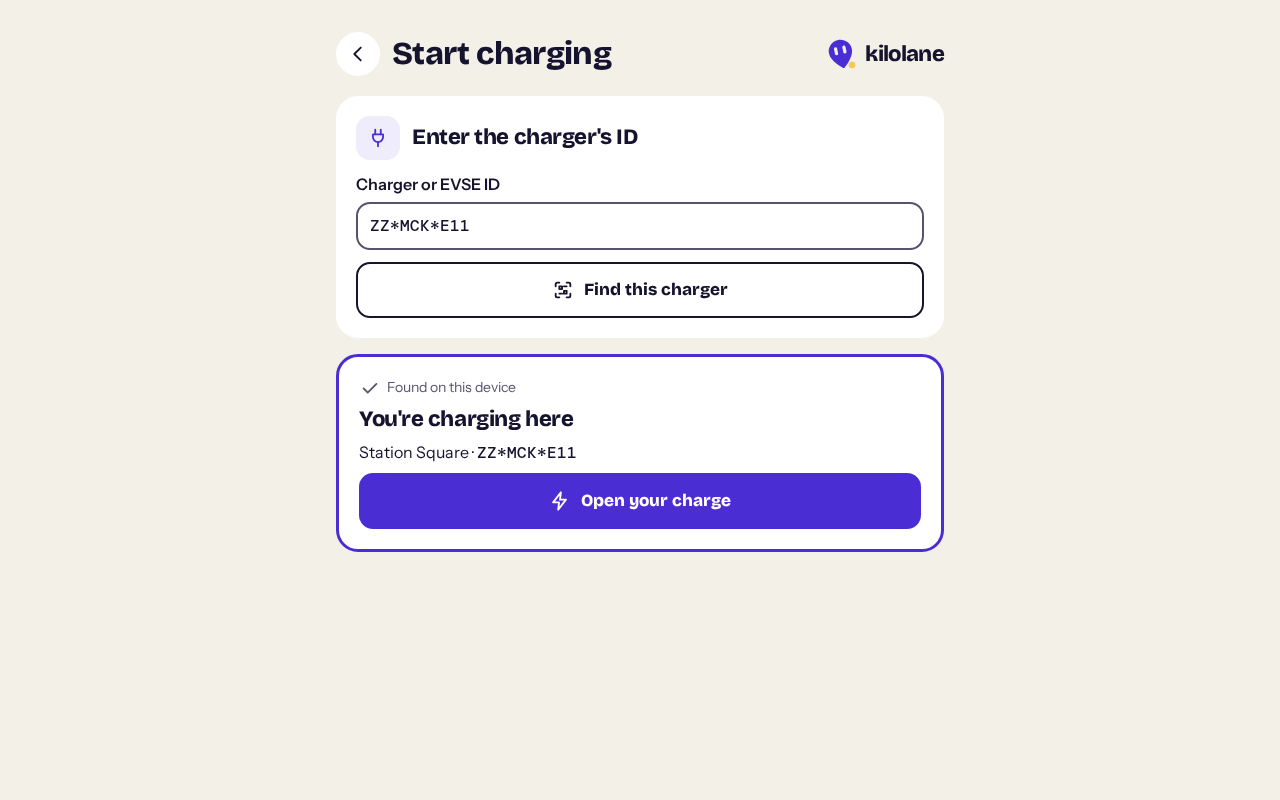 Start charging
kilolane
Enter the charger's ID
Charger or EVSE ID
ZZ*MCK*E11
Find this charger
Found on this device
You're charging here
Station Square · ZZ*MCK*E11
Open your charge